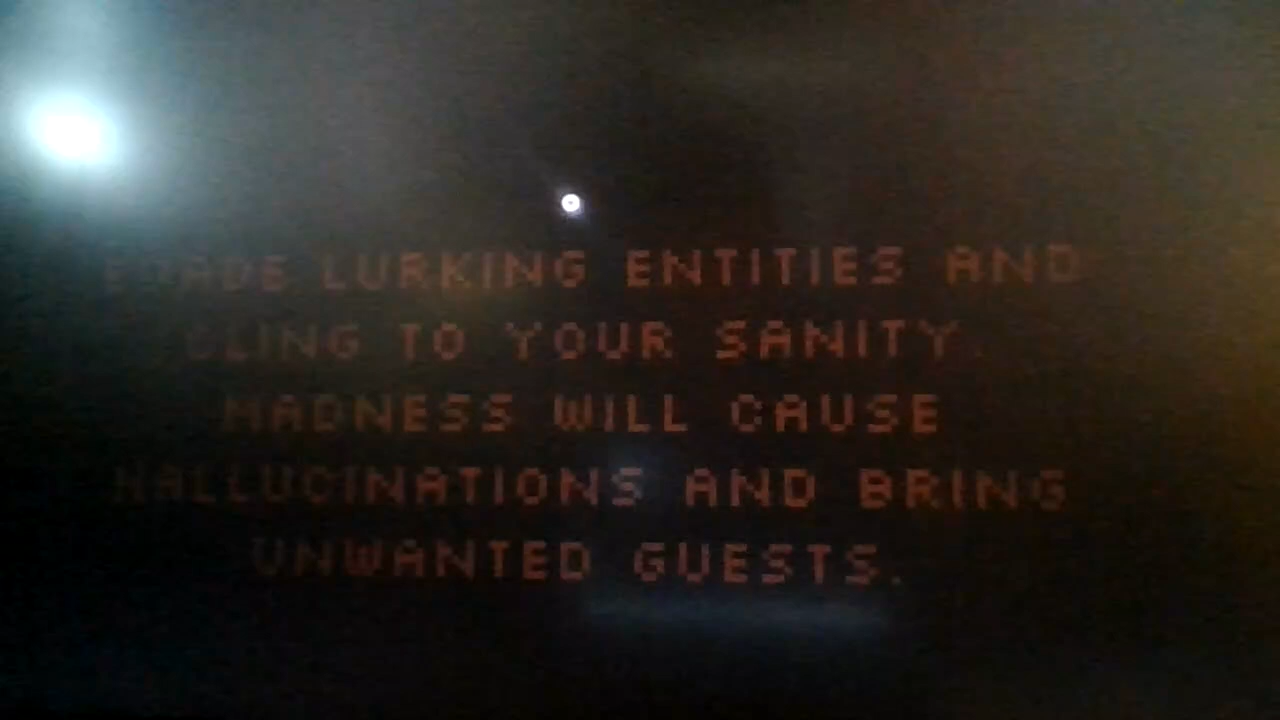 EVADE LURKING ENTITIES AND
CLING TO YOUR SANITY.
MADNESS WILL CAUSE
HALLUCINATIONS AND BRING
UNWANTED GUESTS.